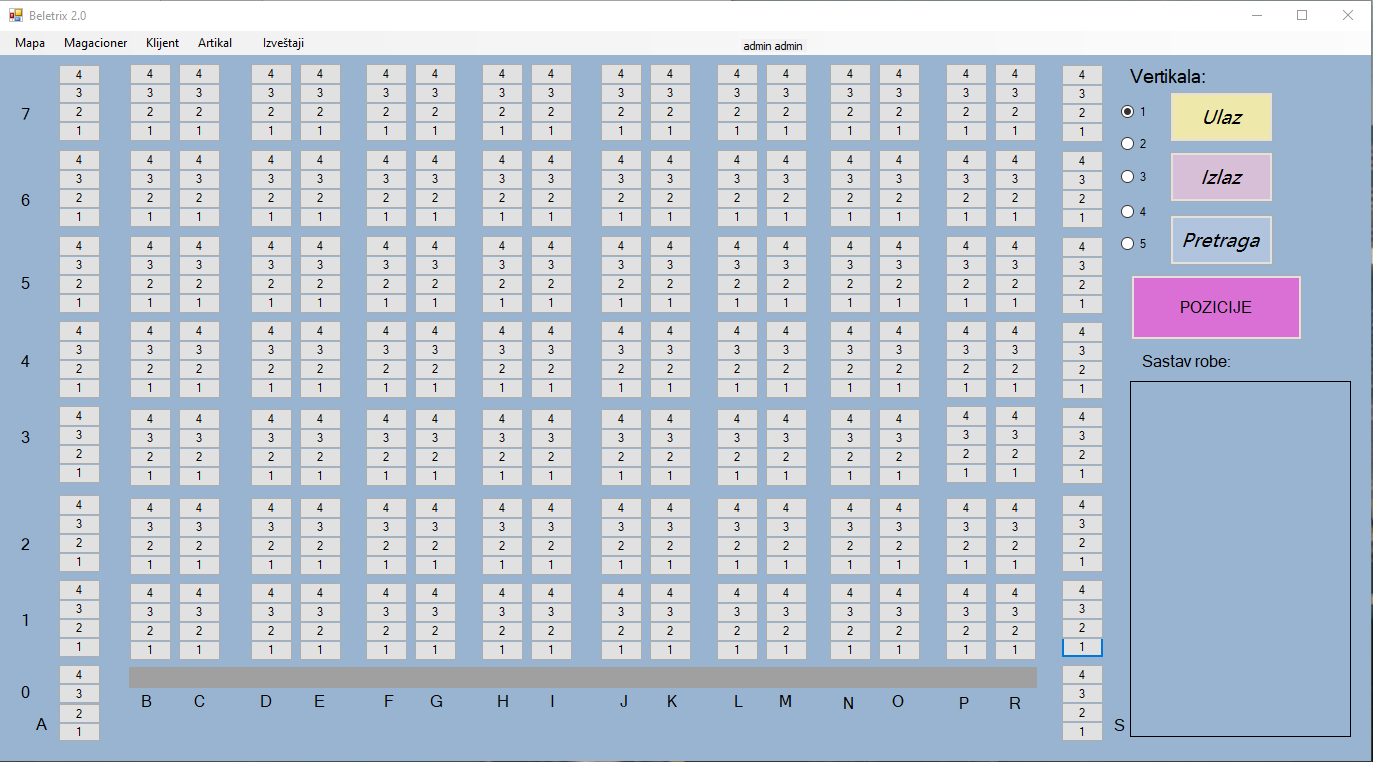 Beletrix 2.0
Mapa Magacioner Klijent Artikal Izveštaji admin admin
4 4 4 4 4 4 4 4 4 4 4 4 4 4 4 4 4 4
3 3 3 3 3 3 3 3 3 3 3 3 3 3 3 3 3 3
7 2 2 2 2 2 2 2 2 2 2 2 2 2 2 2 2 2 2
1 1 1 1 1 1 1 1 1 1 1 1 1 1 1 1 1 1
4 4 4 4 4 4 4 4 4 4 4 4 4 4 4 4 4 4
3 3 3 3 3 3 3 3 3 3 3 3 3 3 3 3 3 3
6 2 2 2 2 2 2 2 2 2 2 2 2 2 2 2 2 2 2
1 1 1 1 1 1 1 1 1 1 1 1 1 1 1 1 1 1
4 4 4 4 4 4 4 4 4 4 4 4 4 4 4 4 4 4
3 3 3 3 3 3 3 3 3 3 3 3 3 3 3 3 3 3
5 2 2 2 2 2 2 2 2 2 2 2 2 2 2 2 2 2 2
1 1 1 1 1 1 1 1 1 1 1 1 1 1 1 1 1 1
4 4 4 4 4 4 4 4 4 4 4 4 4 4 4 4 4 4
3 3 3 3 3 3 3 3 3 3 3 3 3 3 3 3 3 3
4 2 2 2 2 2 2 2 2 2 2 2 2 2 2 2 2 2 2
1 1 1 1 1 1 1 1 1 1 1 1 1 1 1 1 1 1
4 4 4 4 4 4 4 4 4 4 4 4 4 4 4 4 4 4
3 3 3 3 3 3 3 3 3 3 3 3 3 3 3 3 3 3 3
2 2 2 2 2 2 2 2 2 2 2 2 2 2 2 2 2 2
1 1 1 1 1 1 1 1 1 1 1 1 1 1 1 1 1 1
4 4 4 4 4 4 4 4 4 4 4 4 4 4 4 4 4 4
3 3 3 3 3 3 3 3 3 3 3 3 3 3 3 3 3 3
2 2 2 2 2 2 2 2 2 2 2 2 2 2 2 2 2 2 2
1 1 1 1 1 1 1 1 1 1 1 1 1 1 1 1 1 1
4 4 4 4 4 4 4 4 4 4 4 4 4 4 4 4 4 4
3 3 3 3 3 3 3 3 3 3 3 3 3 3 3 3 3 3
1 2 2 2 2 2 2 2 2 2 2 2 2 2 2 2 2 2 2
1 1 1 1 1 1 1 1 1 1 1 1 1 1 1 1 1 1
4 4
0 3 3
B C D E F G H I J K L M N O P R
2 2
A S
1 1
Vertikala:
1 Ulaz
2
3 Izlaz
4
5 Pretraga
POZICIJE
Sastav robe: